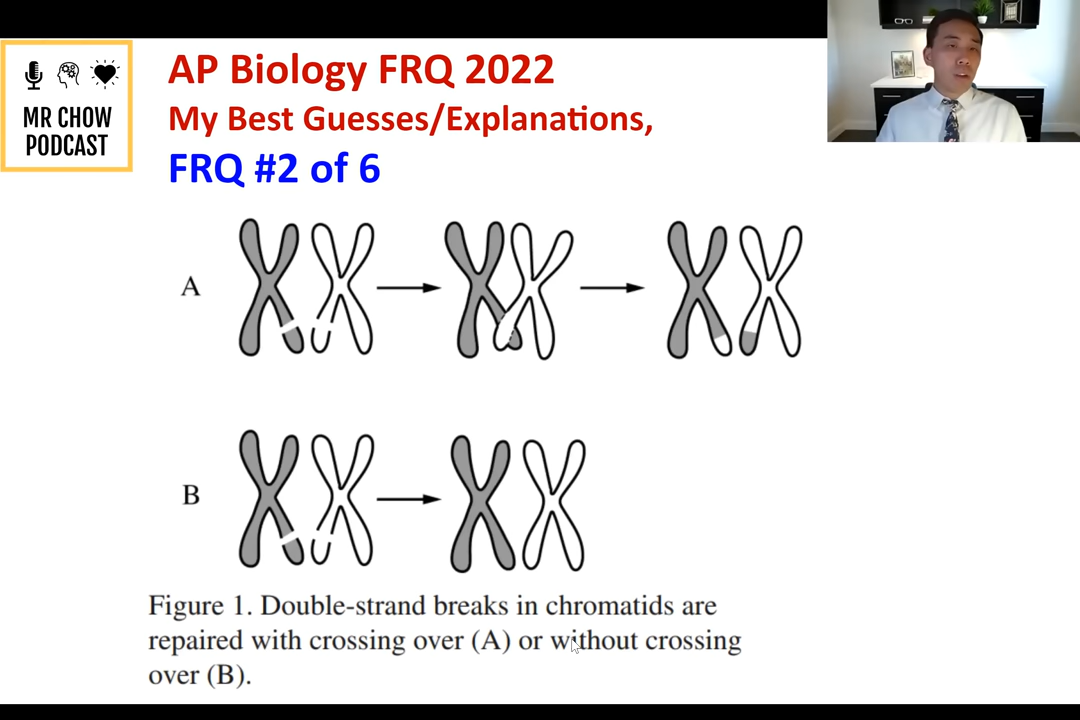 MR CHOW
PODCAST
AP Biology FRQ 2022
My Best Guesses/Explanations,
FRQ #2 of 6
A
B
Figure 1. Double-strand breaks in chromatids are
repaired with crossing over (A) or without crossing
over (B).